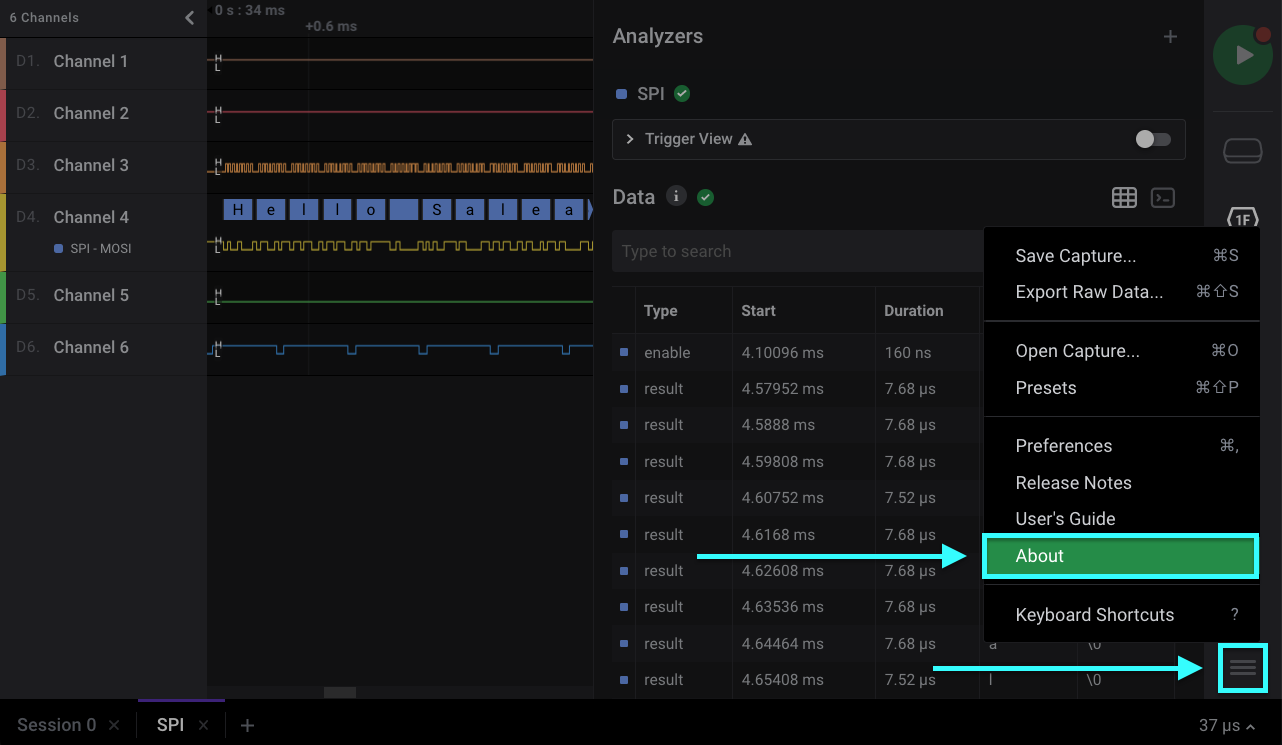 6 Channels
0 s : 34 ms
+0.6 ms
D1. Channel 1
H
L
D2. Channel 2
H
L
D3. Channel 3
H
L
D4. Channel 4
H e l l o S a l e a
SPI - MOSI
H
L
D5. Channel 5
H
L
D6. Channel 6
H
L
Analyzers
SPI
Trigger View
Data
Type to search
Type Start Duration
enable 4.10096 ms 160 ns
result 4.57952 ms 7.68 μs
result 4.5888 ms 7.68 μs
result 4.59808 ms 7.68 μs
result 4.60752 ms 7.52 μs
result 4.6168 ms 7.68 μs
result 4.62608 ms 7.68 μs
result 4.63536 ms 7.68 μs
result 4.64464 ms 7.68 μs a \0
result 4.65408 ms 7.52 μs l \0
1F
Save Capture... ⌘S
Export Raw Data... ⌘⇧S
Open Capture... ⌘O
Presets ⌘⇧P
Preferences ⌘,
Release Notes
User's Guide
About
Keyboard Shortcuts ?
Session 0 × SPI × +
37 μs